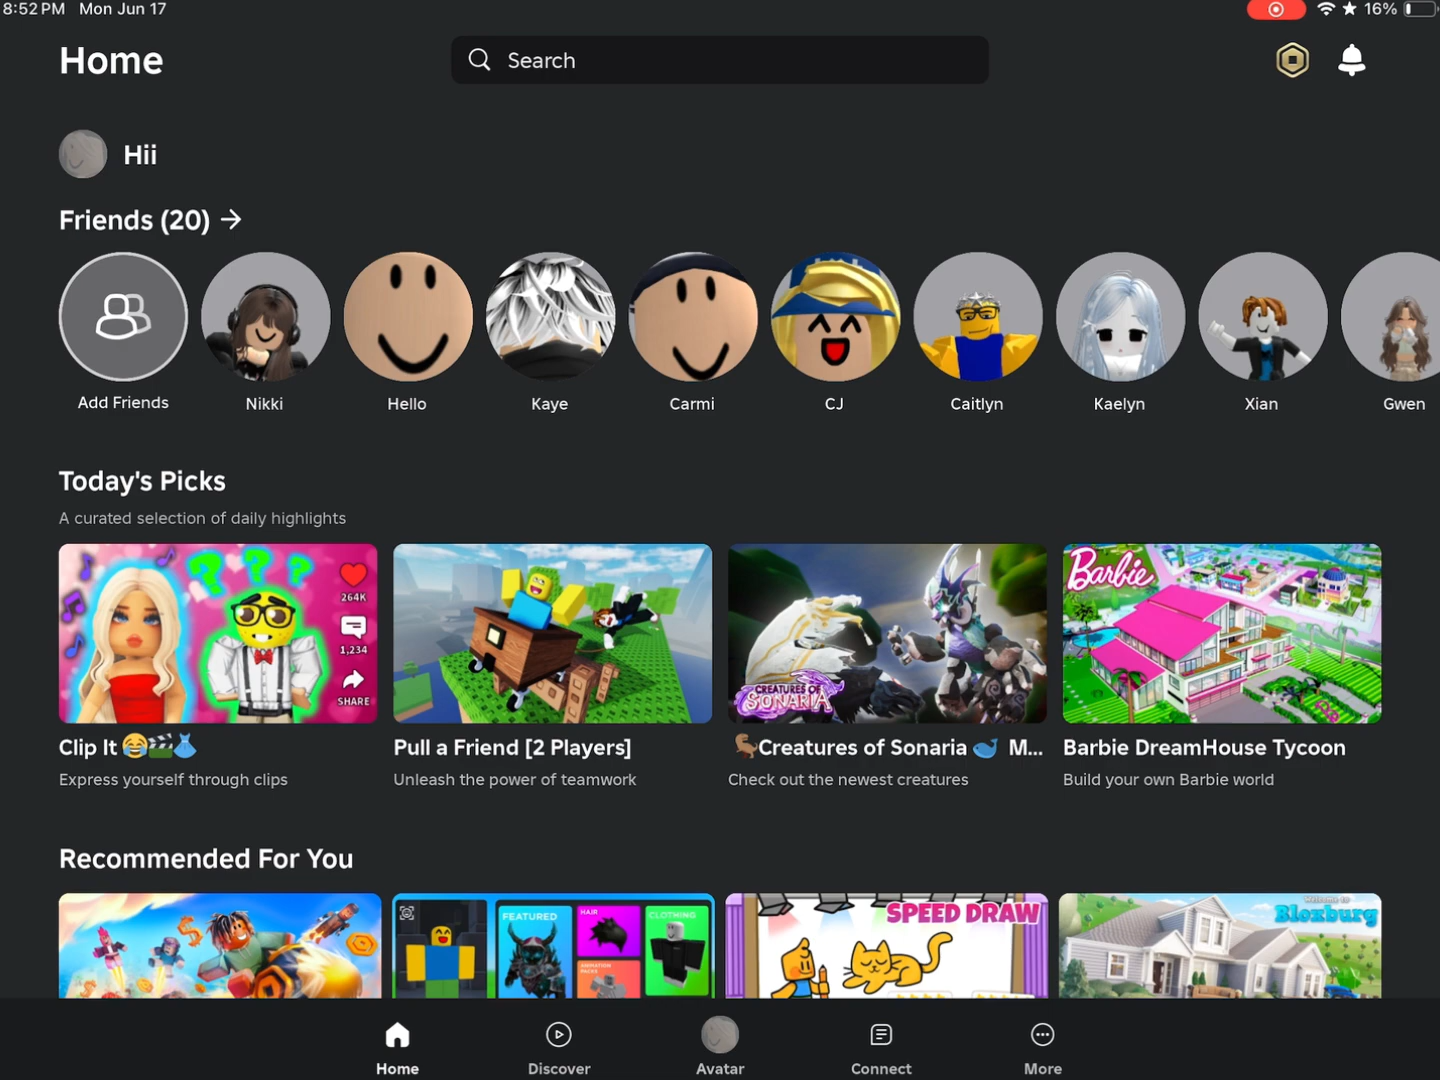 8:52 PM Mon Jun 17
16%
Home
Search
Hii
Friends (20)
Add Friends
Nikki
Hello
Kaye
Carmi
CJ
Caitlyn
Kaelyn
Xian
Gwen
Today's Picks
A curated selection of daily highlights
264K
1,234
SHARE
CREATURES OF
SONARIA
Barbie
Clip It 😂🎬👗
Pull a Friend [2 Players]
🦫Creatures of Sonaria 🐳 M...
Barbie DreamHouse Tycoon
Express yourself through clips
Unleash the power of teamwork
Check out the newest creatures
Build your own Barbie world
Recommended For You
FEATURED
HAIR
CLOTHING
ANIMATION
PACKS
SPEED DRAW
Welcome to
Bloxburg
Home
Discover
Avatar
Connect
More